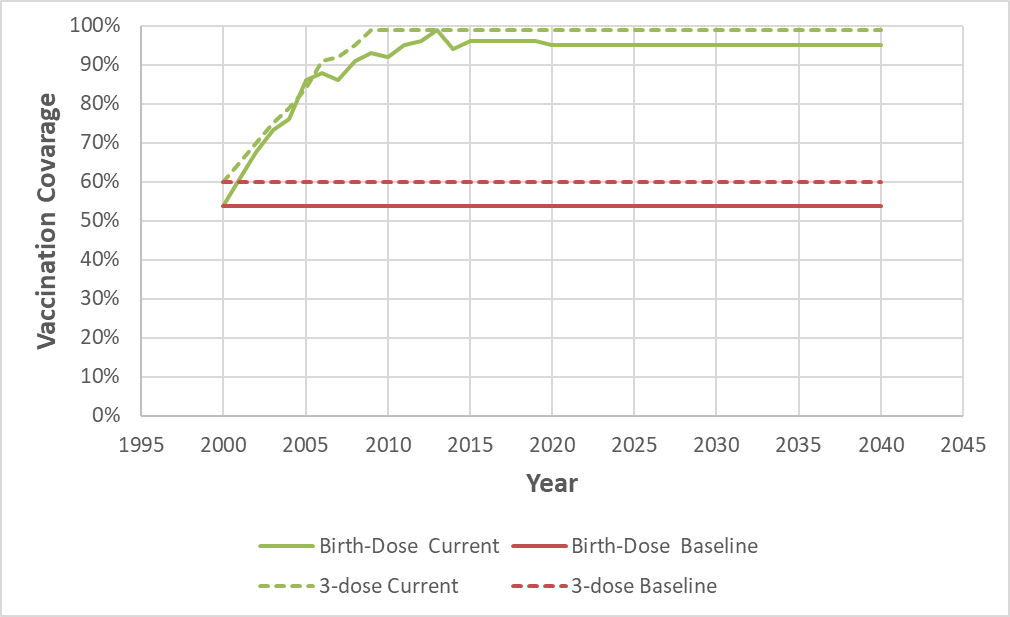 100%
90%
80%
70%
60%
50%
40%
30%
20%
10%
0%
Vaccination Covarage
1995 2000 2005 2010 2015 2020 2025 2030 2035 2040 2045
Year
Birth-Dose Current Birth-Dose Baseline
3-dose Current 3-dose Baseline